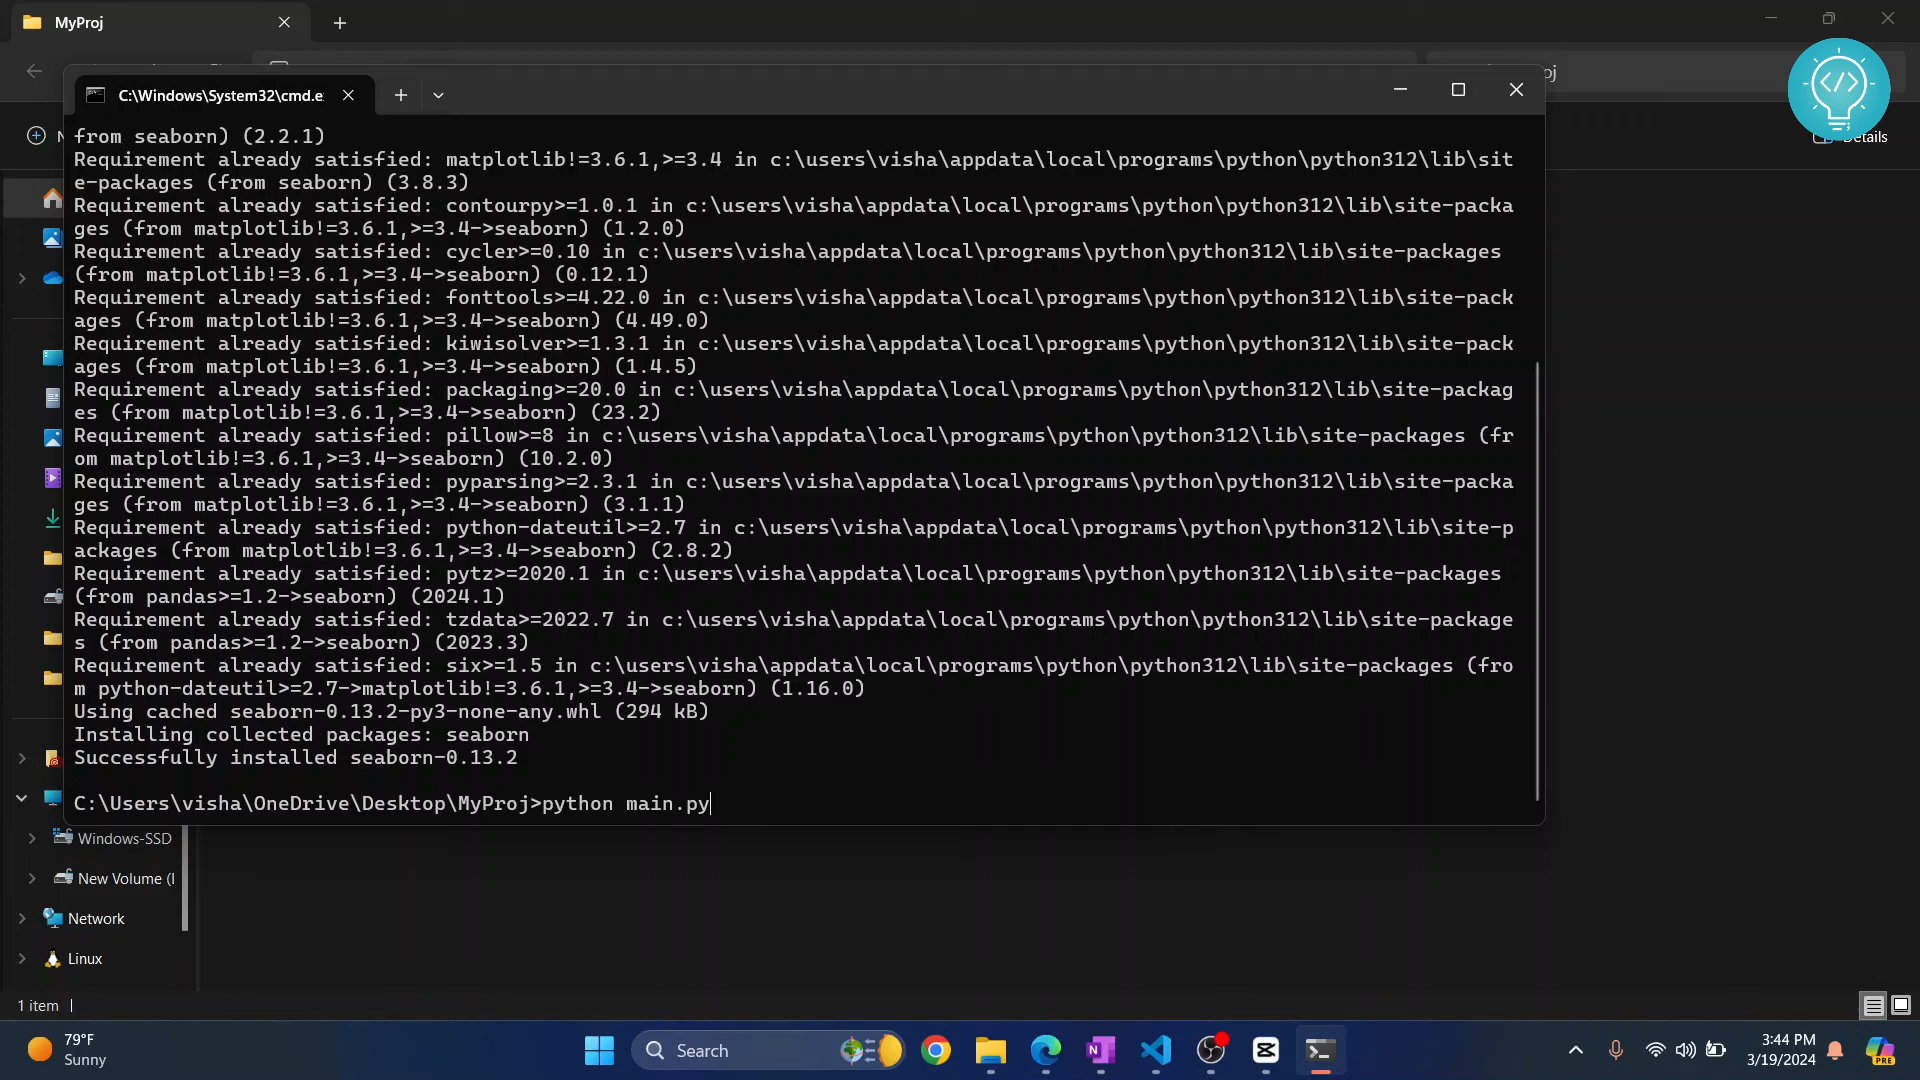 MyProj
oj
C:\Windows\System32\cmd.e
N
Details
from seaborn) (2.2.1)
Requirement already satisfied: matplotlib!=3.6.1,>=3.4 in c:\users\visha\appdata\local\programs\python\python312\lib\sit
e-packages (from seaborn) (3.8.3)
Requirement already satisfied: contourpy>=1.0.1 in c:\users\visha\appdata\local\programs\python\python312\lib\site-packa
ges (from matplotlib!=3.6.1,>=3.4->seaborn) (1.2.0)
Requirement already satisfied: cycler>=0.10 in c:\users\visha\appdata\local\programs\python\python312\lib\site-packages
(from matplotlib!=3.6.1,>=3.4->seaborn) (0.12.1)
Requirement already satisfied: fonttools>=4.22.0 in c:\users\visha\appdata\local\programs\python\python312\lib\site-pack
ages (from matplotlib!=3.6.1,>=3.4->seaborn) (4.49.0)
Requirement already satisfied: kiwisolver>=1.3.1 in c:\users\visha\appdata\local\programs\python\python312\lib\site-pack
ages (from matplotlib!=3.6.1,>=3.4->seaborn) (1.4.5)
Requirement already satisfied: packaging>=20.0 in c:\users\visha\appdata\local\programs\python\python312\lib\site-packag
es (from matplotlib!=3.6.1,>=3.4->seaborn) (23.2)
Requirement already satisfied: pillow>=8 in c:\users\visha\appdata\local\programs\python\python312\lib\site-packages (fr
om matplotlib!=3.6.1,>=3.4->seaborn) (10.2.0)
Requirement already satisfied: pyparsing>=2.3.1 in c:\users\visha\appdata\local\programs\python\python312\lib\site-packa
ges (from matplotlib!=3.6.1,>=3.4->seaborn) (3.1.1)
Requirement already satisfied: python-dateutil>=2.7 in c:\users\visha\appdata\local\programs\python\python312\lib\site-p
ackages (from matplotlib!=3.6.1,>=3.4->seaborn) (2.8.2)
Requirement already satisfied: pytz>=2020.1 in c:\users\visha\appdata\local\programs\python\python312\lib\site-packages
(from pandas>=1.2->seaborn) (2024.1)
Requirement already satisfied: tzdata>=2022.7 in c:\users\visha\appdata\local\programs\python\python312\lib\site-package
s (from pandas>=1.2->seaborn) (2023.3)
Requirement already satisfied: six>=1.5 in c:\users\visha\appdata\local\programs\python\python312\lib\site-packages (fro
m python-dateutil>=2.7->matplotlib!=3.6.1,>=3.4->seaborn) (1.16.0)
Using cached seaborn-0.13.2-py3-none-any.whl (294 kB)
Installing collected packages: seaborn
Successfully installed seaborn-0.13.2
C:\Users\visha\OneDrive\Desktop\MyProj>python main.py
Windows-SSD
New Volume (
Network
Linux
1 item
79°F
Sunny
Search
3:44 PM
3/19/2024
PRE